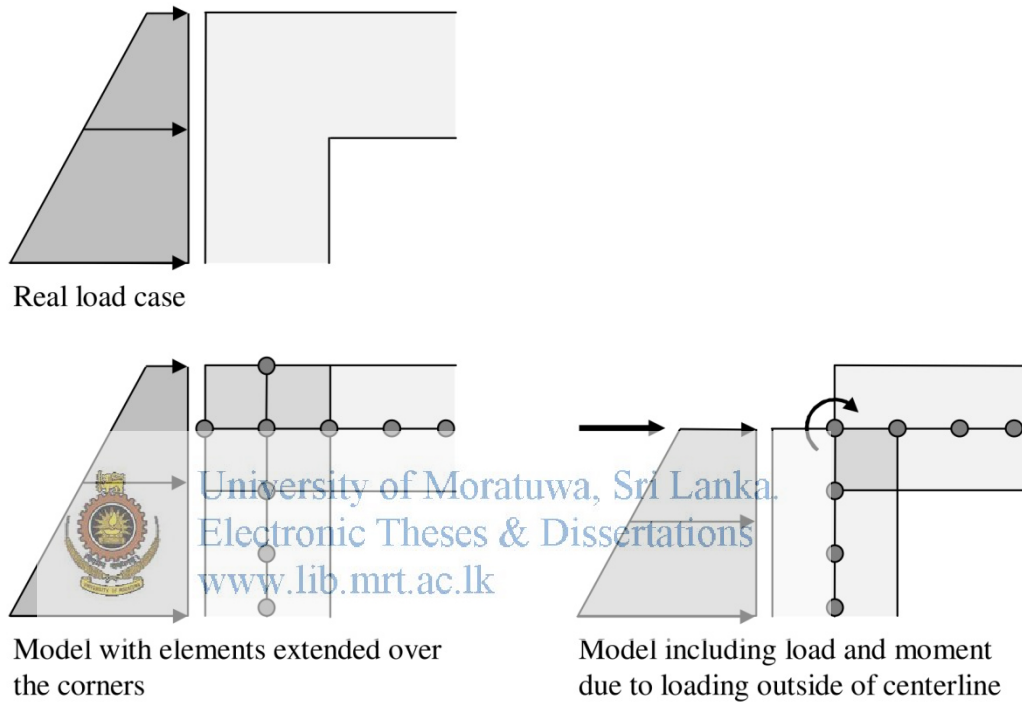 Real load case
University of Moratuwa, Sri Lanka.
Electronic Theses & Dissertations
www.lib.mrt.ac.lk
Model with elements extended over
the corners
Model including load and moment
due to loading outside of centerline